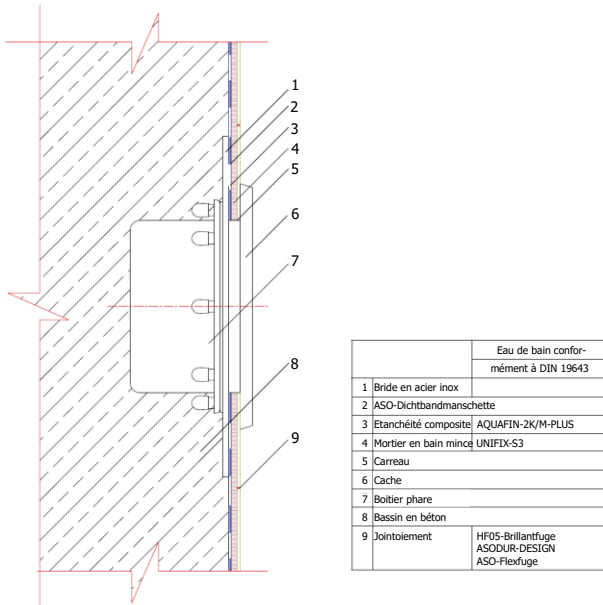 1
2
3
4
5
6
7
8
9
Eau de bain confor-
mément à DIN 19643
1 Bride en acier inox
2 ASO-Dichtbandmanschette
3 Etanchéité composite AQUAFIN-2K/M-PLUS
4 Mortier en bain mince UNIFIX-S3
5 Carreau
6 Cache
7 Boitier phare
8 Bassin en béton
9 Jointoiement HF05-Brillantfuge
ASODUR-DESIGN
ASO-Flexfuge